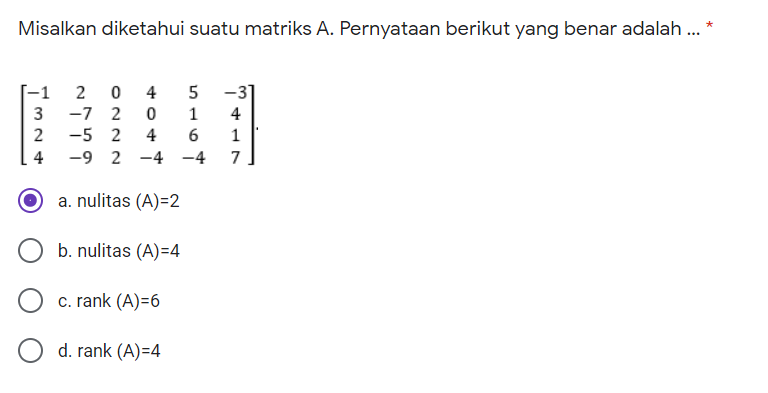 Misalkan diketahui suatu matriks A. Pernyataan berikut yang benar adalah ... *
-1 2 0 4 5 -3
3 -7 2 0 1 4
2 -5 2 4 6 1
4 -9 2 -4 -4 7 .
a. nulitas (A)=2
b. nulitas (A)=4
c. rank (A)=6
d. rank (A)=4